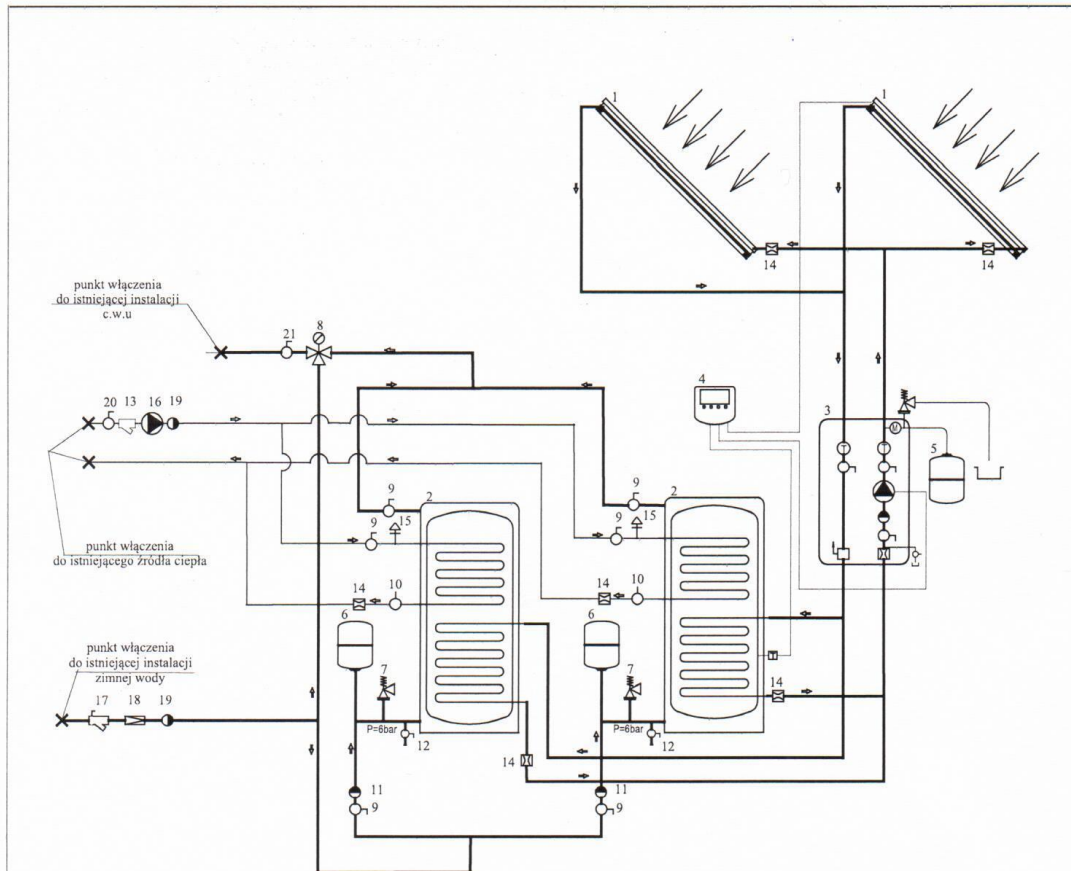 1
1
14
14
punkt włączenia
do istniejącej instalacji
c.w.u
21
8
20
13
16
19
4
3
M
5
T
T
9
2
9
2
9
15
9
15
punkt włączenia
do istniejącego źródła ciepła
14
10
14
10
6
6
7
7
T
14
punkt włączenia
do istniejącej instalacji
zimnej wody
17
18
19
P=6bar
12
P=6bar
12
14
11
11
9
9